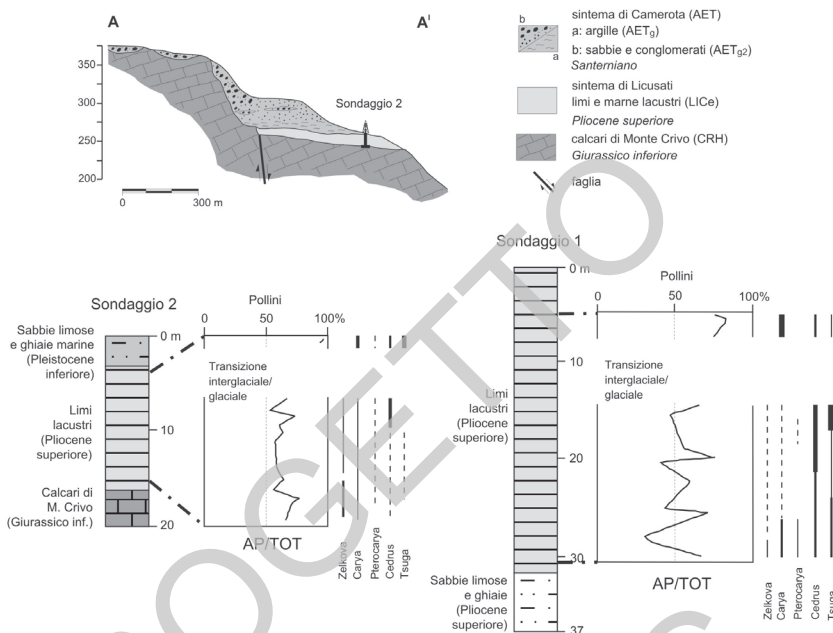 A
A'
350
300
250
200
0
300 m
Sondaggio 2
b
a
sintema di Camerota (AET)
a: argille (AETg)
b: sabbie e conglomerati (AETg2)
Santerniano
sintema di Licusati
limi e marne lacustri (LICe)
Pliocene superiore
calcari di Monte Crivo (CRH)
Giurassico inferiore
faglia
Sondaggio 2
Pollini
0
50
100%
Sabbie limose
e ghiaie marine
(Pleistocene
inferiore)
0 m
Transizione
interglaciale/
glaciale
Limi
lacustri
(Pliocene
superiore)
10
Calcari di
M. Crivo
(Giurassico inf.)
20
AP/TOT
Zelkova
Carya
Pterocarya
Cedrus
Tsuga
Sondaggio 1
0 m
Pollini
0
50
100%
10
Transizione
interglaciale/
glaciale
Limi
lacustri
(Pliocene
superiore)
20
30
Sabbie limose
e ghiaie
(Pliocene
superiore)
37
AP/TOT
Zelkova
Carya
Pterocarya
Cedrus
Tsuga
OGETTO